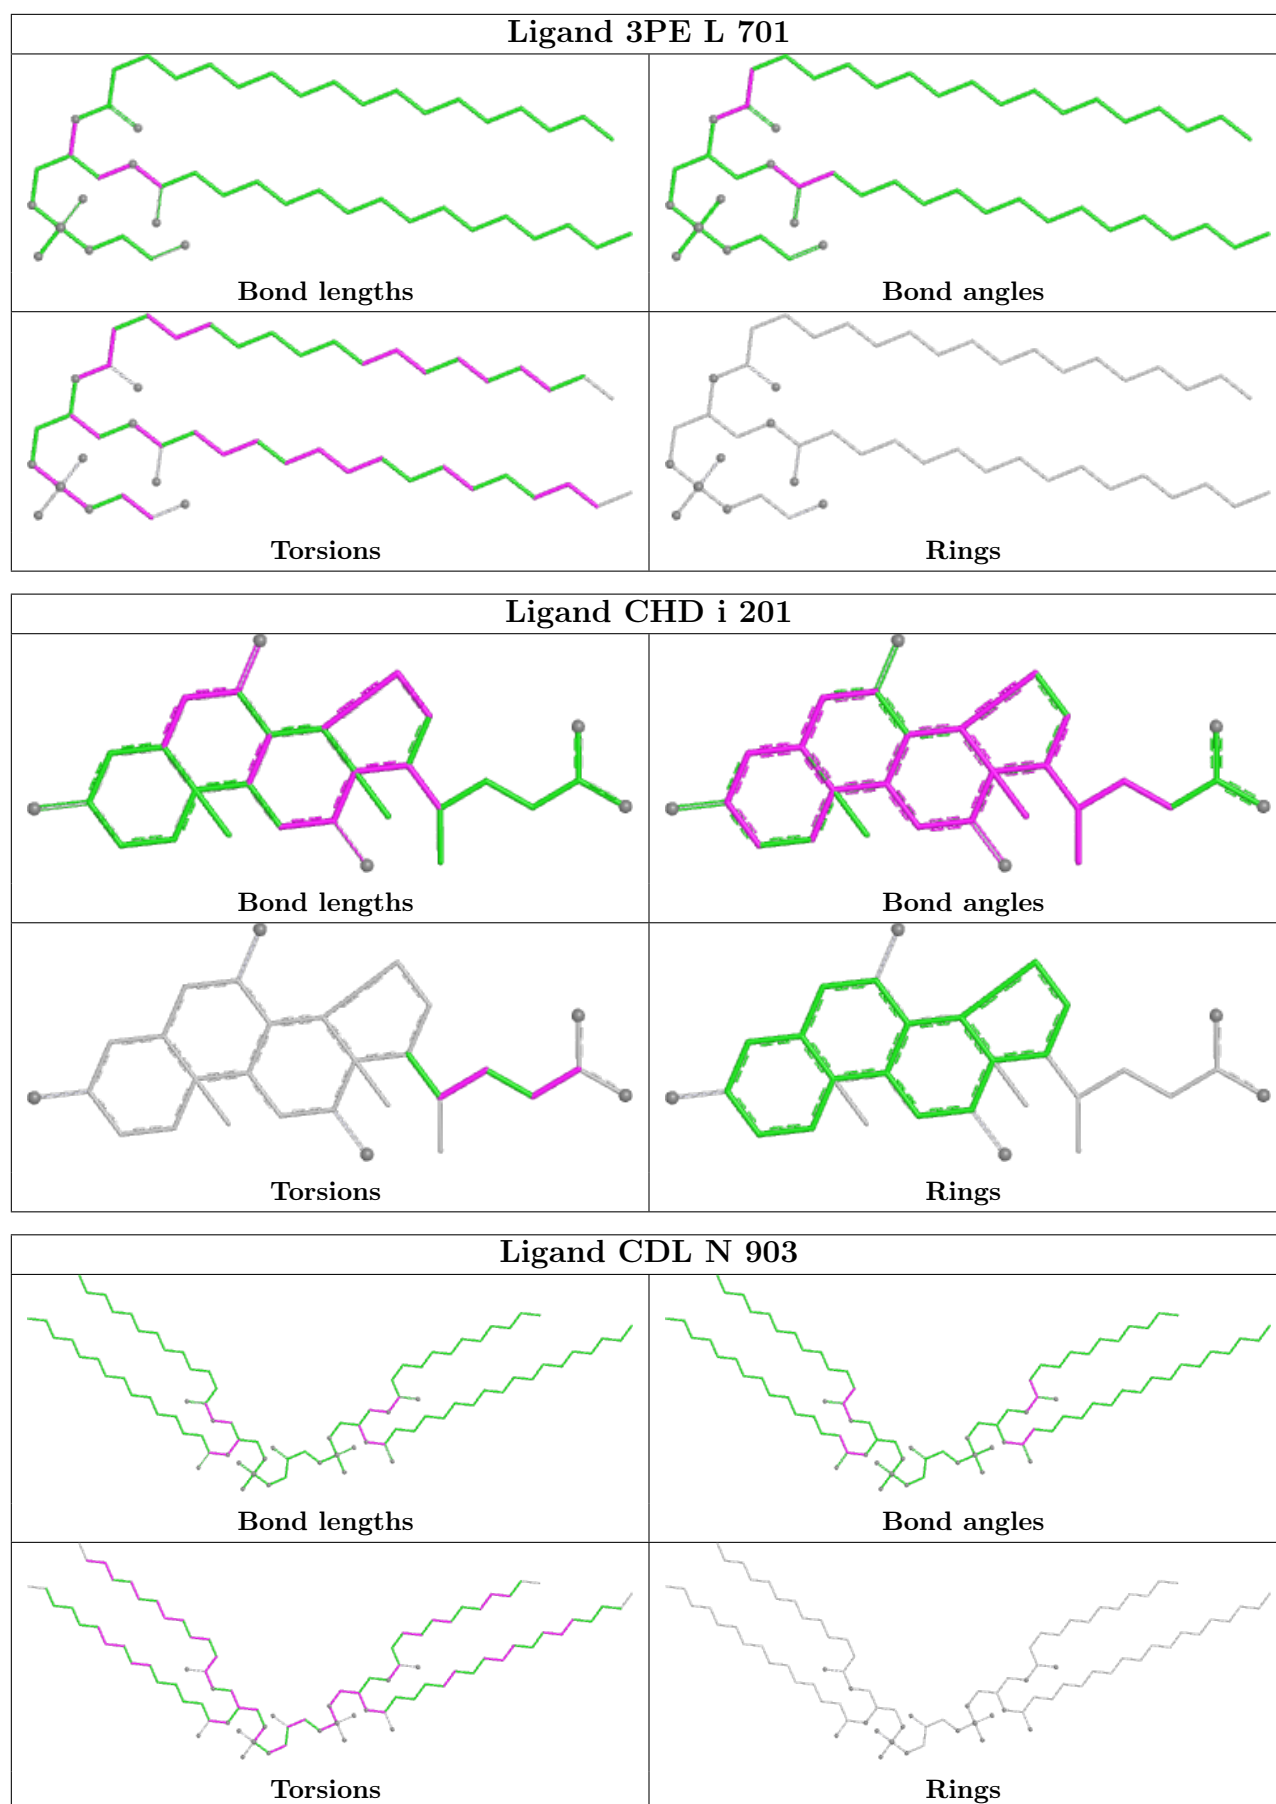 Ligand 3PE L 701
Bond lengths
Bond angles
Torsions
Rings
Ligand CHD i 201
Bond lengths
Bond angles
Torsions
Rings
Ligand CDL N 903
Bond lengths
Bond angles
Torsions
Rings